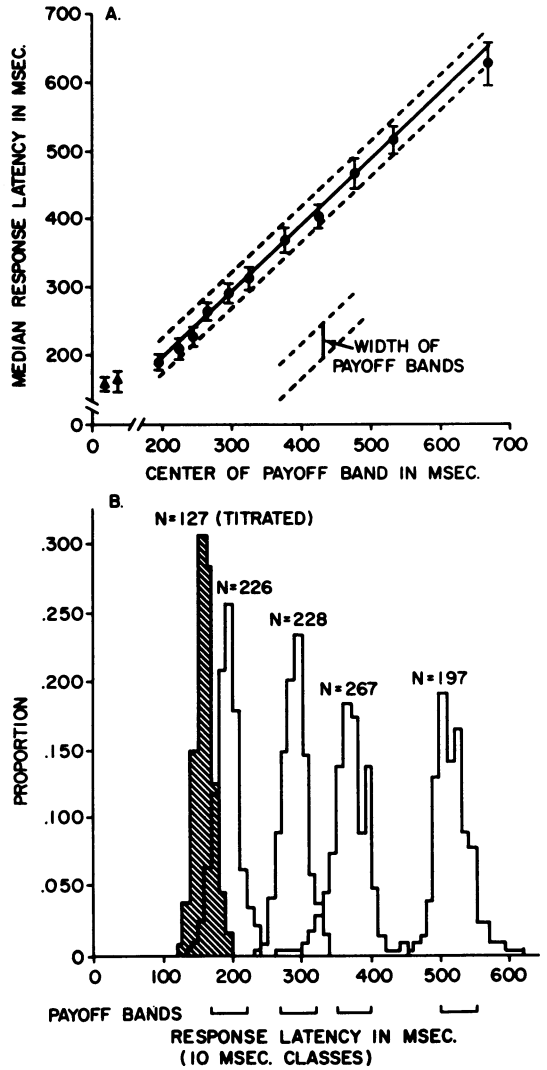 A.
700
600
500
400
300
200
0
MEDIAN RESPONSE LATENCY IN MSEC.
WIDTH OF
PAYOFF BANDS
0 200 300 400 500 600 700
CENTER OF PAYOFF BAND IN MSEC.
B.
N=127 (TITRATED)
N=226
N=228
N=267
N=197
.300
.250
.200
.150
.100
.050
0
PROPORTION
0 100 200 300 400 500 600
PAYOFF BANDS
RESPONSE LATENCY IN MSEC.
(10 MSEC. CLASSES)